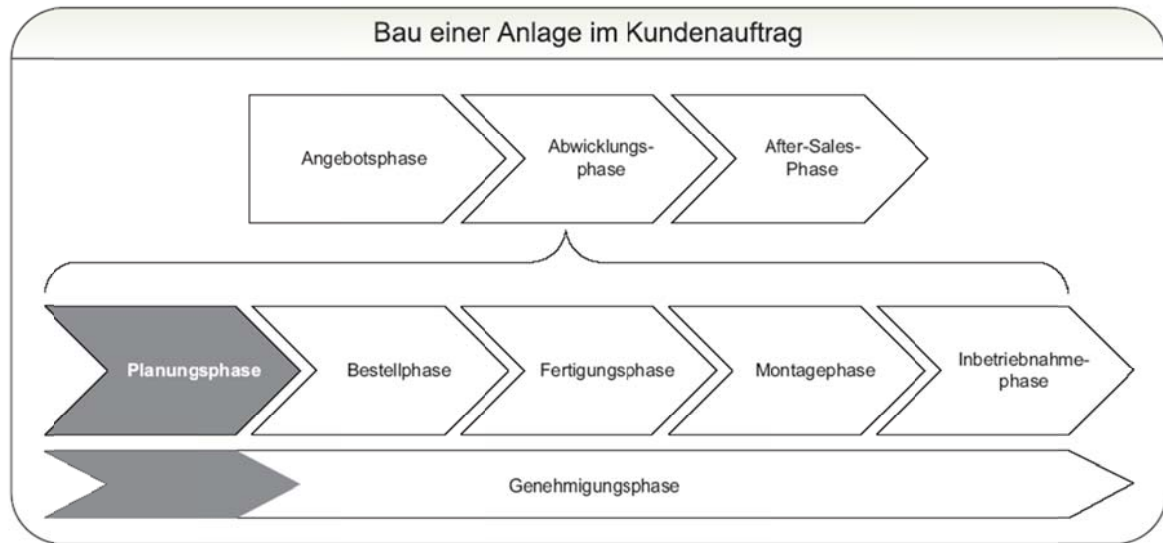 Bau einer Anlage im Kundenauftrag
Angebotsphase
Abwicklungs-
phase
After-Sales-
Phase
Planungsphase
Bestellphase
Fertigungsphase
Montagephase
Inbetriebnahme-
phase
Genehmigungsphase